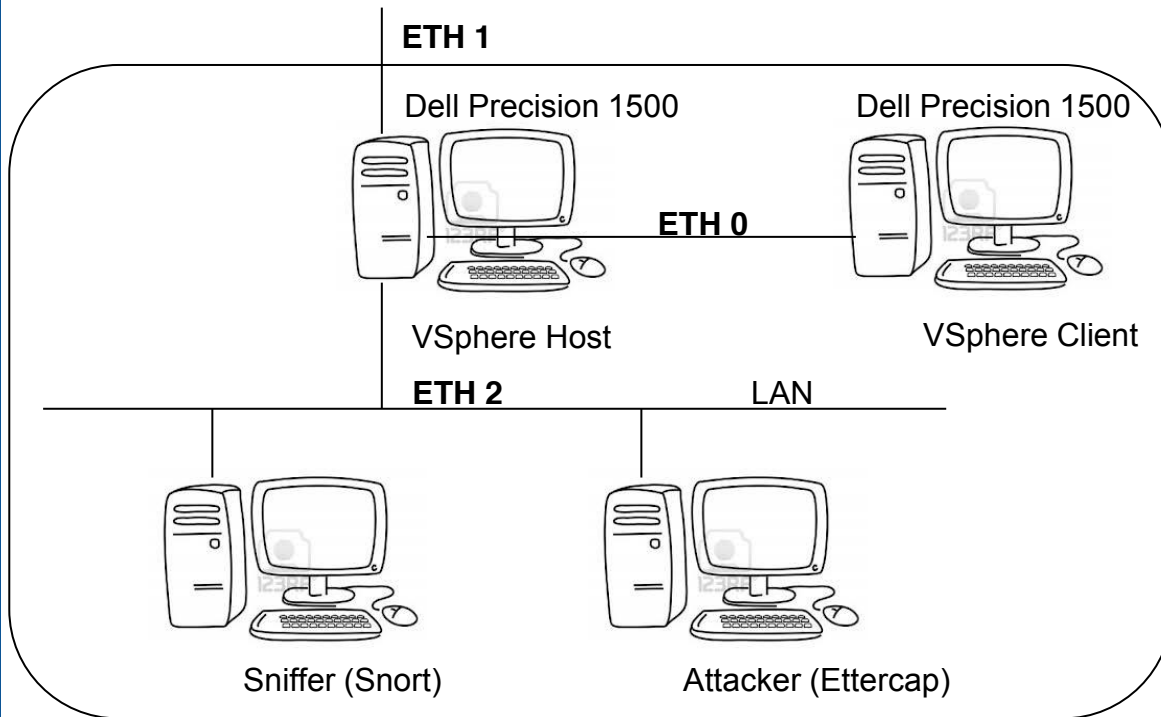 ETH 1
Dell Precision 1500
Dell Precision 1500
ETH 0
VSphere Host
VSphere Client
ETH 2
LAN
Sniffer (Snort)
Attacker (Ettercap)